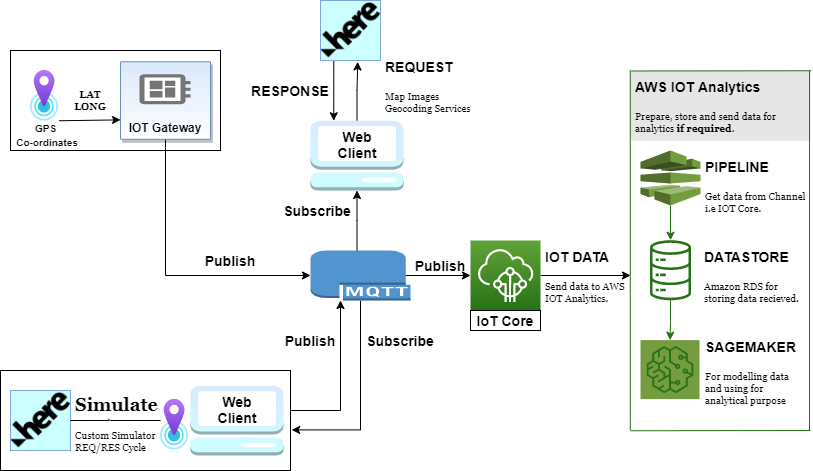 here
RESPONSE
REQUEST
Map Images
Geocoding Services
Web
Client
Subscribe
LAT
LONG
GPS
Co-ordinates
IOT Gateway
Publish
MQTT
Publish
IoT Core
IOT DATA
Send data to AWS
IOT Analytics.
AWS IOT Analytics
Prepare, store and send data for
analytics if required.
PIPELINE
Get data from Channel
i.e IOT Core.
DATASTORE
Amazon RDS for
storing data recieved.
SAGEMAKER
For modelling data
and using for
analytical purpose
Publish
Subscribe
here
Simulate
Custom Simulator
REQ/RES Cycle
Web
Client